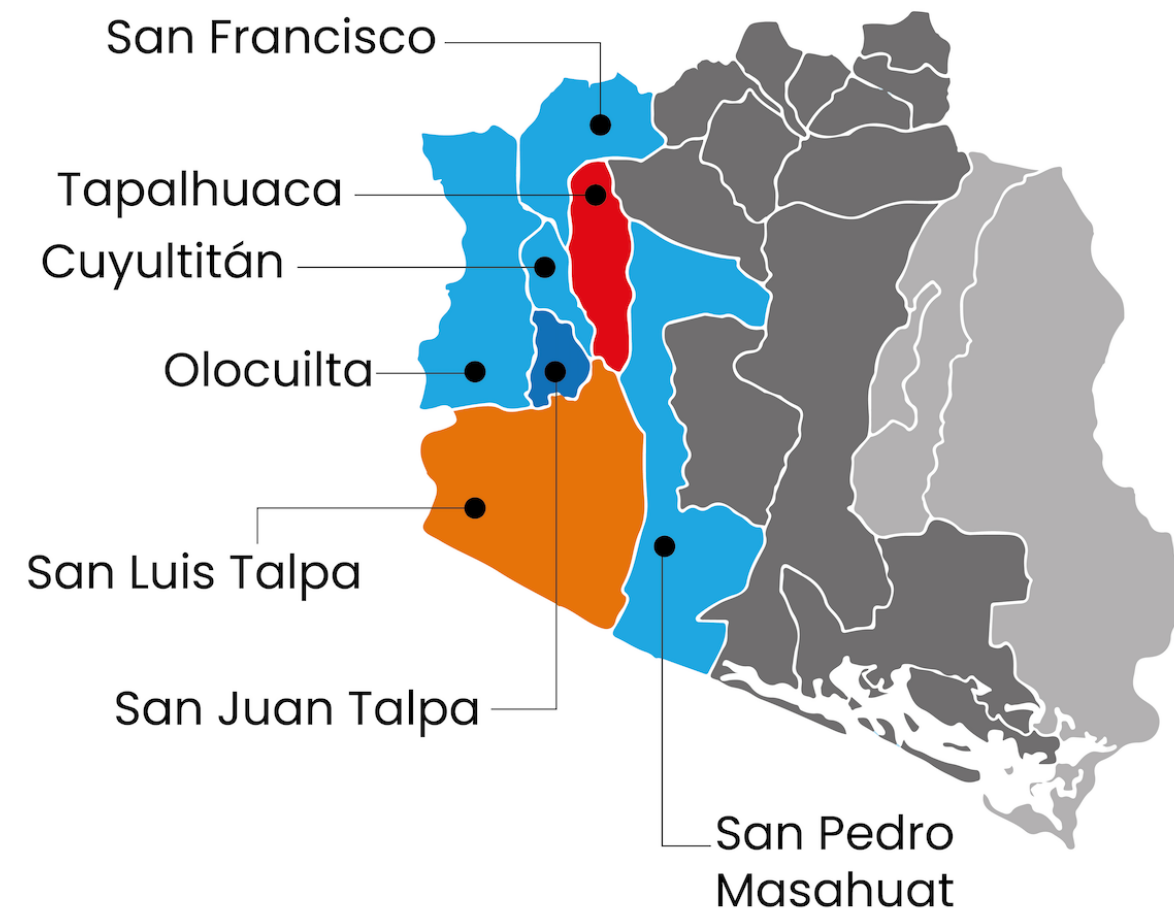 San Francisco
Tapalhuaca
Cuyultitán
Olocuilta
San Luis Talpa
San Juan Talpa
San Pedro
Masahuat